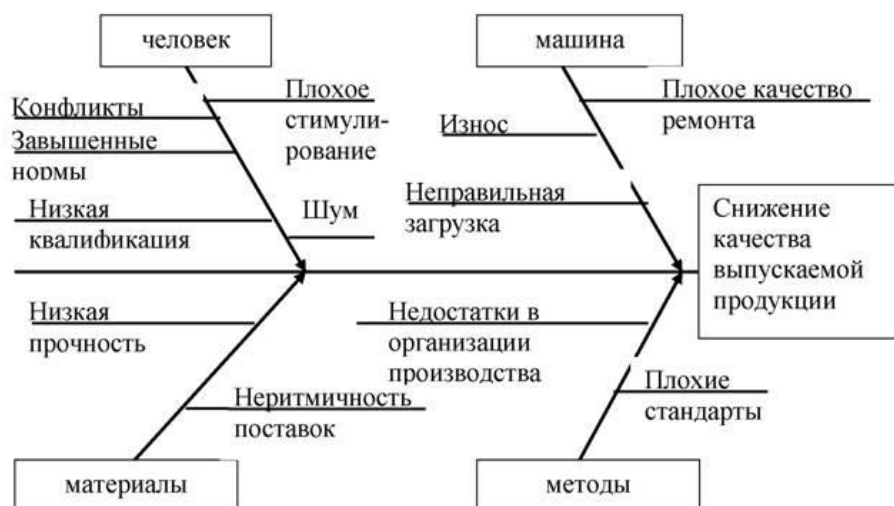 человек
машина
Конфликты
Завышенные
нормы
Плохое
стимули-
рование
Низкая
квалификация
Шум
Износ
Плохое качество
ремонта
Неправильная
загрузка
Снижение
качества
выпускаемой
продукции
Низкая
прочность
Неритмичность
поставок
Недостатки в
организации
производства
Плохие
стандарты
материалы
методы